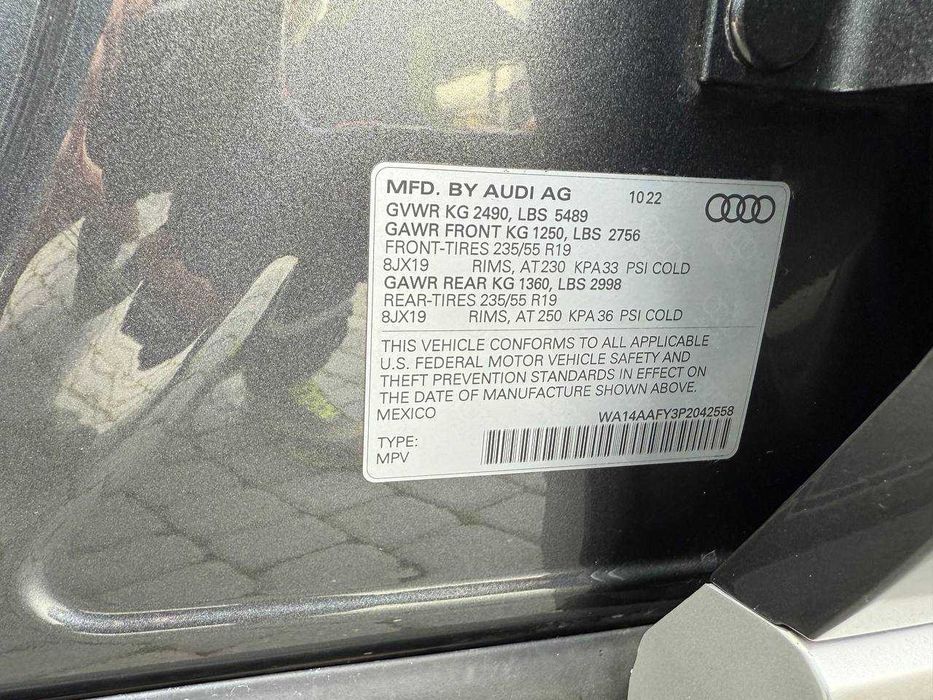 MFD. BY AUDI AG 10 22
GVWR KG 2490, LBS 5489
GAWR FRONT KG 1250, LBS 2756
FRONT-TIRES 235/55 R19
8JX19 RIMS, AT 230 KPA 33 PSI COLD
GAWR REAR KG 1360, LBS 2998
REAR-TIRES 235/55 R19
8JX19 RIMS, AT 250 KPA 36 PSI COLD
THIS VEHICLE CONFORMS TO ALL APPLICABLE
U.S. FEDERAL MOTOR VEHICLE SAFETY AND
THEFT PREVENTION STANDARDS IN EFFECT ON
THE DATE OF MANUFACTURE SHOWN ABOVE.
MEXICO WA14AAFY3P2042558
TYPE:
MPV